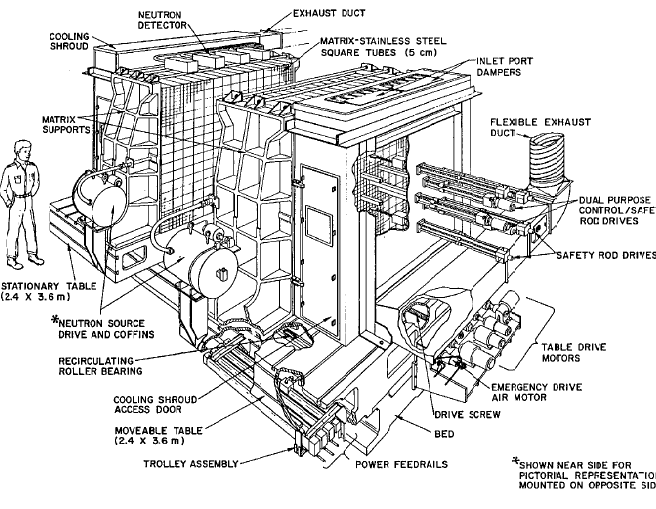 NEUTRON
DETECTOR
EXHAUST DUCT
COOLING
SHROUD
MATRIX-STAINLESS STEEL
SQUARE TUBES (5 cm)
INLET PORT
DAMPERS
MATRIX
SUPPORTS
FLEXIBLE EXHAUST
DUCT
DUAL PURPOSE
CONTROL/SAFE
ROD DRIVES
SAFETY ROD DRIVES
STATIONARY TABLE
(2.4 X 3.6 m)
*NEUTRON SOURCE
DRIVE AND COFFINS
RECIRCULATING
ROLLER BEARING
TABLE DRIVE
MOTORS
EMERGENCY DRIVE
AIR MOTOR
COOLING SHROUD
ACCESS DOOR
DRIVE SCREW
MOVEABLE TABLE
(2.4 X 3.6 m)
BED
TROLLEY ASSEMBLY
POWER FEEDRAILS
*SHOWN NEAR SIDE FOR
PICTORIAL REPRESENTATIO
MOUNTED ON OPPOSITE SID